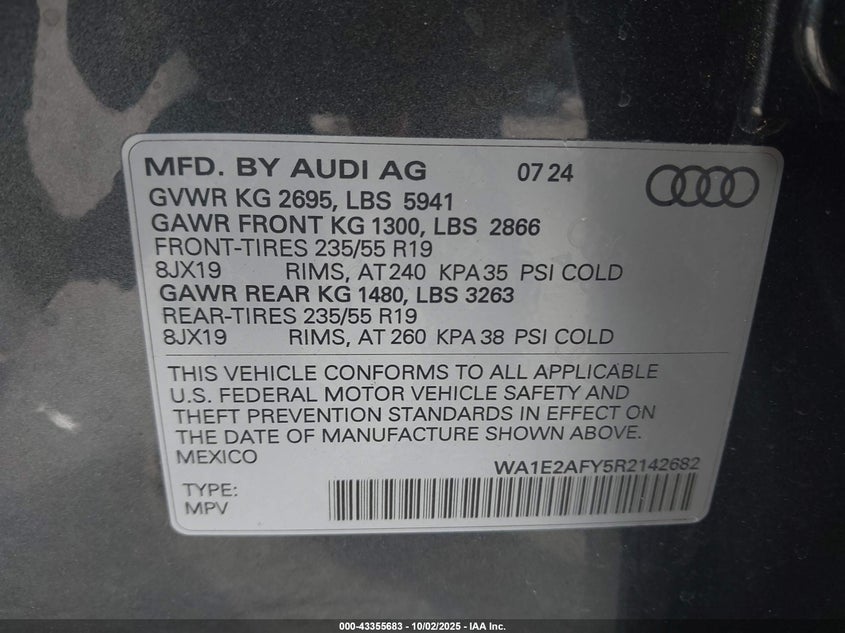 MFD. BY AUDI AG 07 24
GVWR KG 2695, LBS 5941
GAWR FRONT KG 1300, LBS 2866
FRONT-TIRES 235/55 R19
8JX19 RIMS, AT 240 KPA 35 PSI COLD
GAWR REAR KG 1480, LBS 3263
REAR-TIRES 235/55 R19
8JX19 RIMS, AT 260 KPA 38 PSI COLD
THIS VEHICLE CONFORMS TO ALL APPLICABLE
U.S. FEDERAL MOTOR VEHICLE SAFETY AND
THEFT PREVENTION STANDARDS IN EFFECT ON
THE DATE OF MANUFACTURE SHOWN ABOVE.
MEXICO
WA1E2AFY5R2142682
TYPE:
MPV
000-43355683 - 10/02/2025 - IAA Inc.